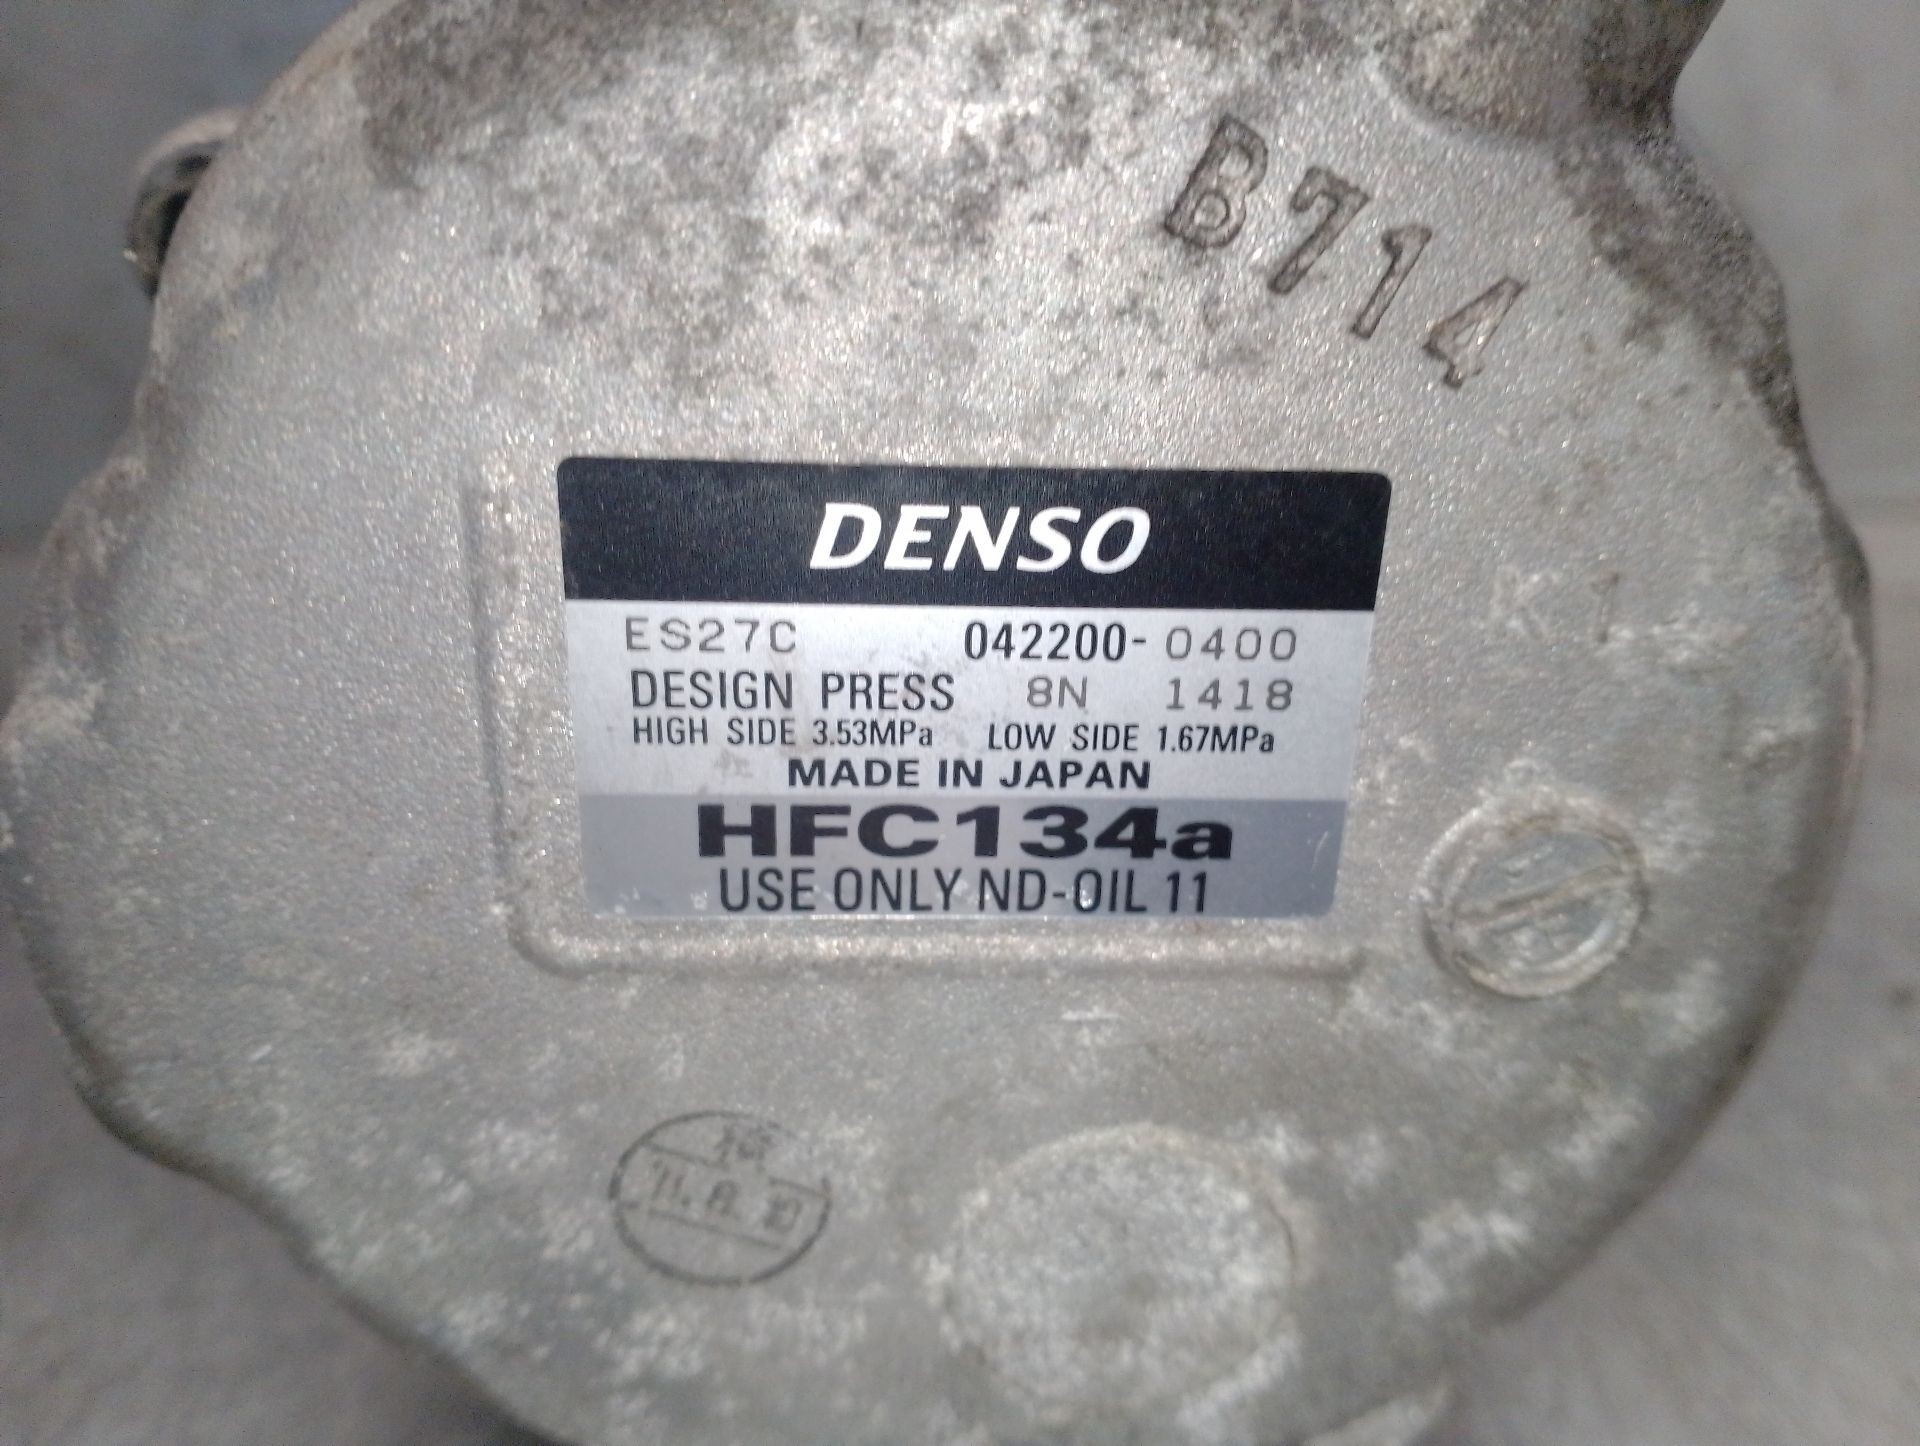 B714
DENSO
ES27C 042200-0400
DESIGN PRESS 8N 1418
HIGH SIDE 3.53MPa LOW SIDE 1.67MPa
MADE IN JAPAN
HFC134a
USE ONLY ND-OIL 11